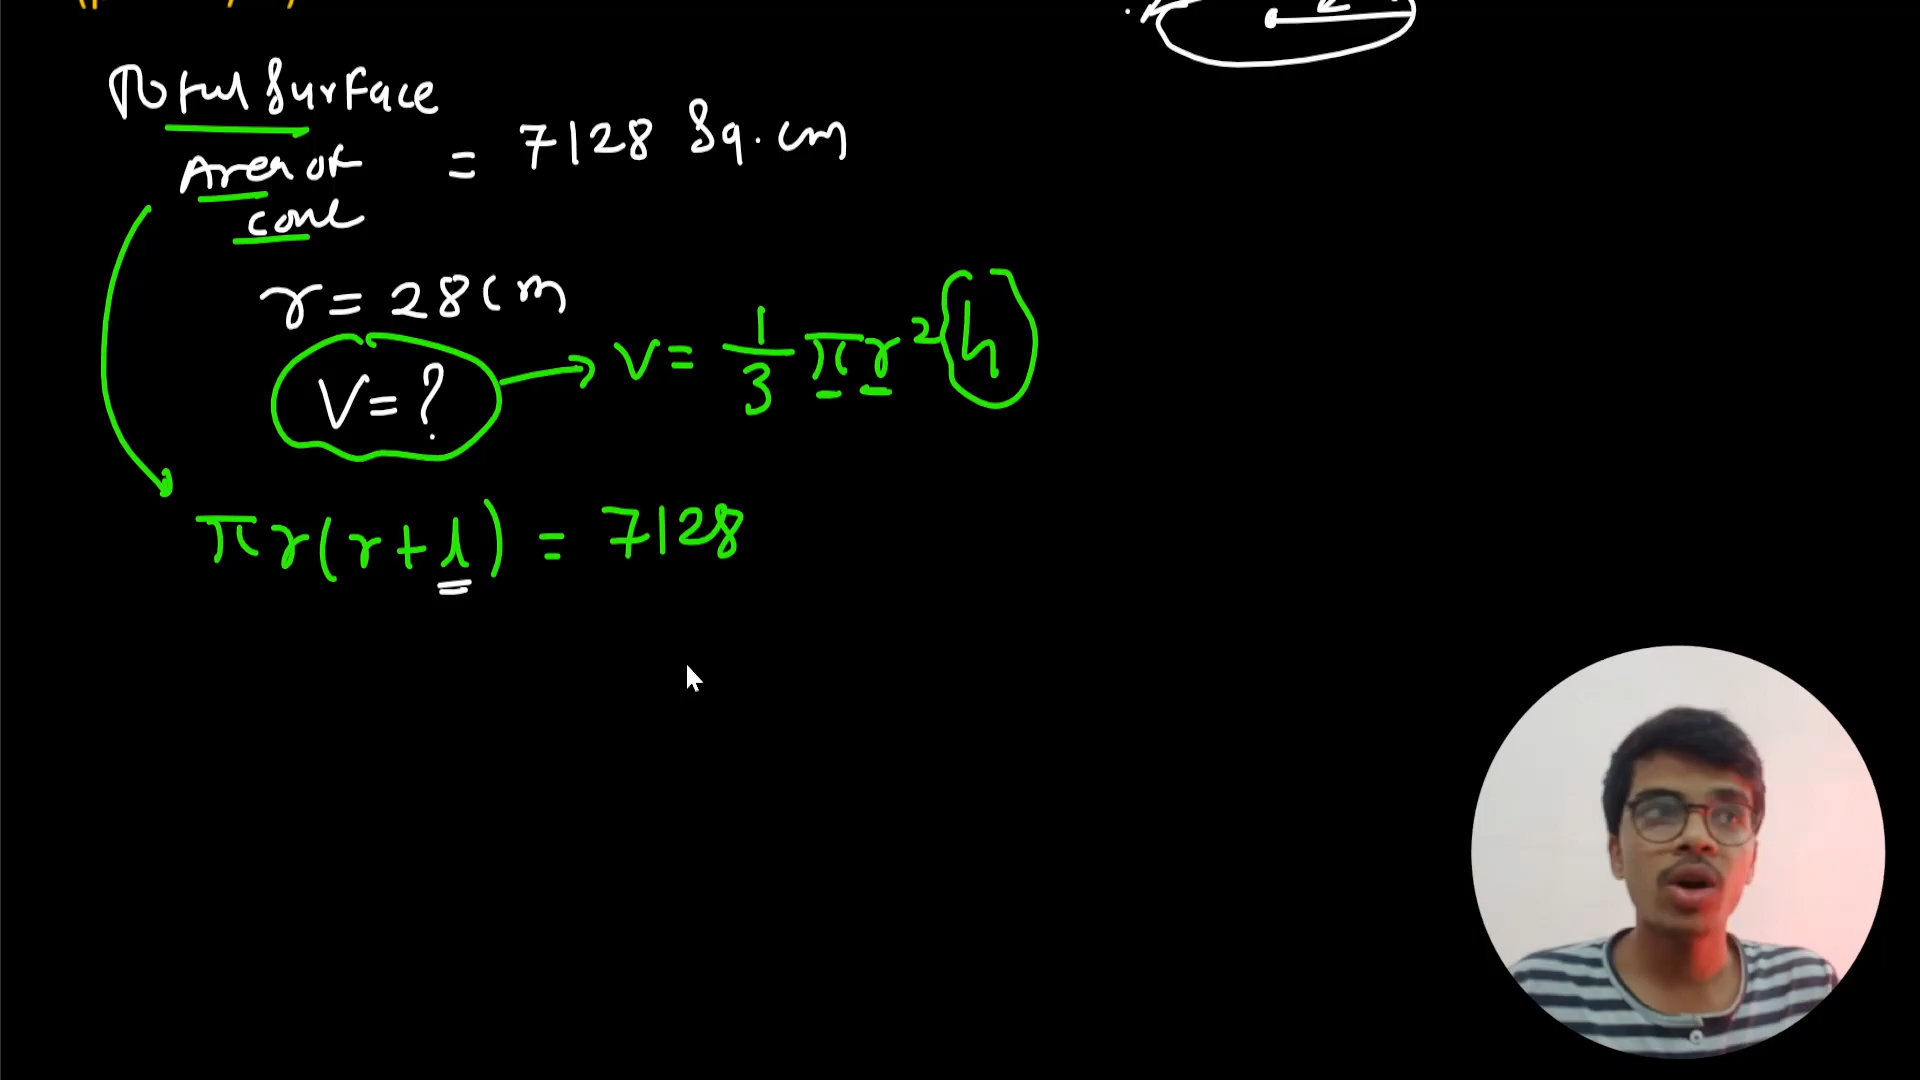 Total Surface
Area of
cone
= 7128 Sq. cm
r = 28 cm
V = ? → V = 1/3 πr²h
πr(r+l) = 7128